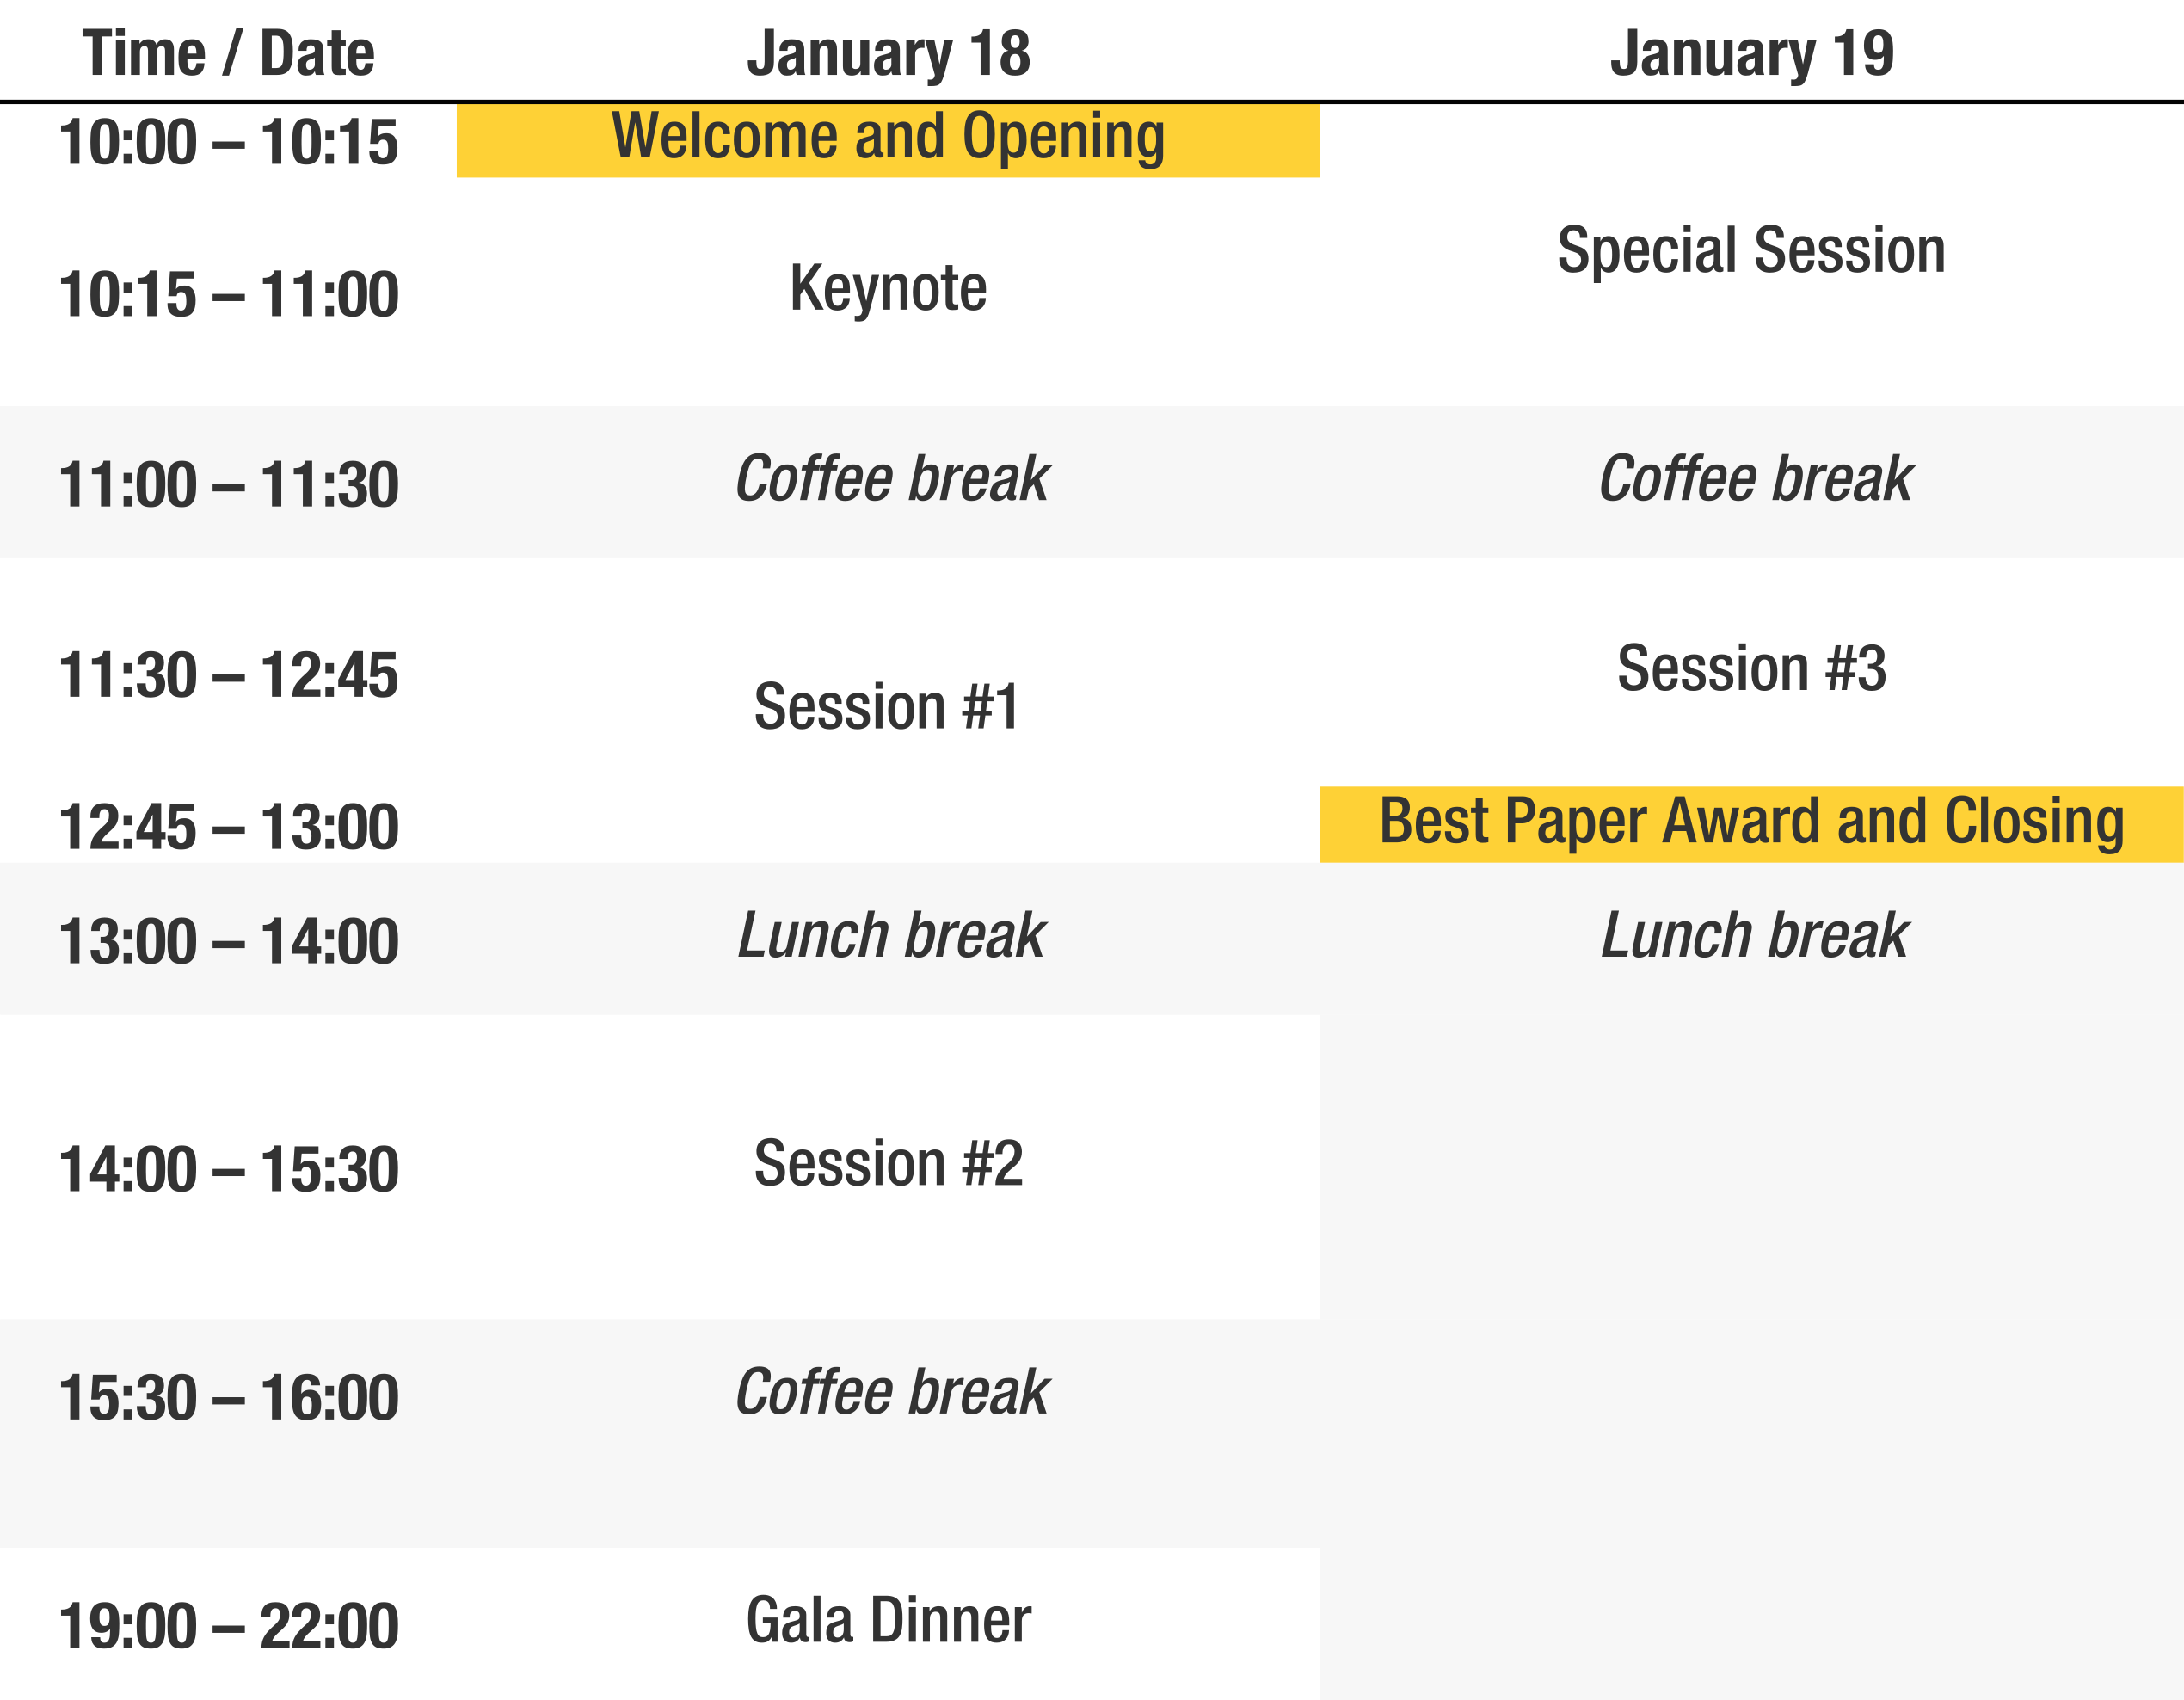 Time / Date January 18 January 19
10:00 – 10:15 Welcome and Opening
Special Session
10:15 – 11:00 Keynote
11:00 – 11:30 Coffee break Coffee break
11:30 – 12:45 Session #1 Session #3
12:45 – 13:00 Best Paper Award and Closing
13:00 – 14:00 Lunch break Lunch break
14:00 – 15:30 Session #2
15:30 – 16:00 Coffee break
19:00 – 22:00 Gala Dinner